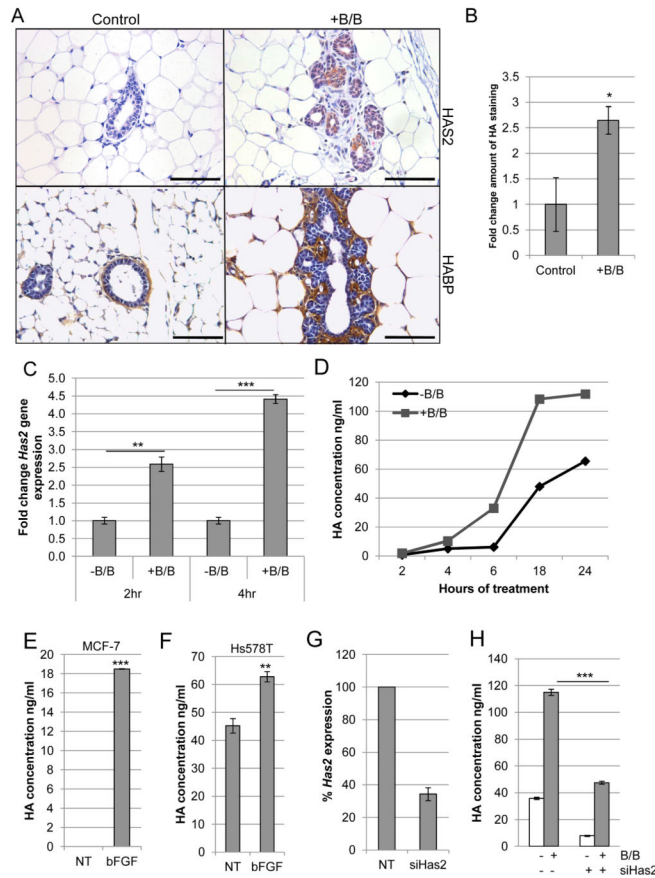 A
Control
+B/B
HAS2
HABP
B
Fold change amount of HA staining
3.5
3
2.5
2
1.5
1
0.5
0
*
Control
+B/B
C
Fold change Has2 gene
expression
5.0
4.5
4.0
3.5
3.0
2.5
2.0
1.5
1.0
0.5
0.0
**
***
-B/B
+B/B
-B/B
+B/B
2hr
4hr
D
HA concentration ng/ml
120
100
80
60
40
20
0
-B/B
+B/B
2
4
6
18
24
Hours of treatment
E
MCF-7
HA concentration ng/ml
20
18
16
14
12
10
8
6
4
2
0
***
NT
bFGF
F
Hs578T
HA concentration ng/ml
70
60
50
40
30
20
10
0
**
NT
bFGF
G
% Has2 expression
120
100
80
60
40
20
0
NT
siHas2
H
HA concentration ng/ml
140
120
100
80
60
40
20
0
***
- + - + B/B
- - + + siHas2